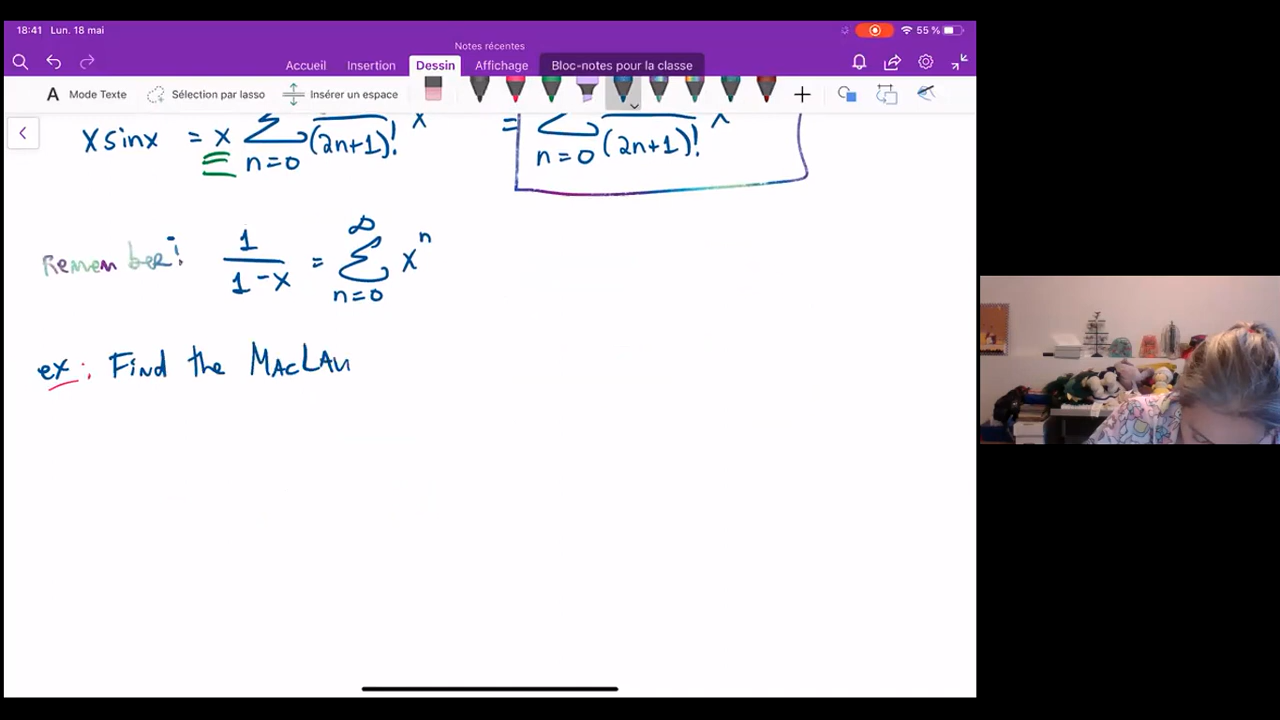 18:41 Lun. 18 mai 55 %
Notes récentes
Accueil Insertion Dessin Affichage Bloc-notes pour la classe
A Mode Texte Sélection par lasso Insérer un espace
x sin x = x ∑ n=0 (2n+1)! x = ∑ n=0 (2n+1)!
Remember! 1/(1-x) = ∑ n=0 ∞ x^n
ex: Find the MacLau